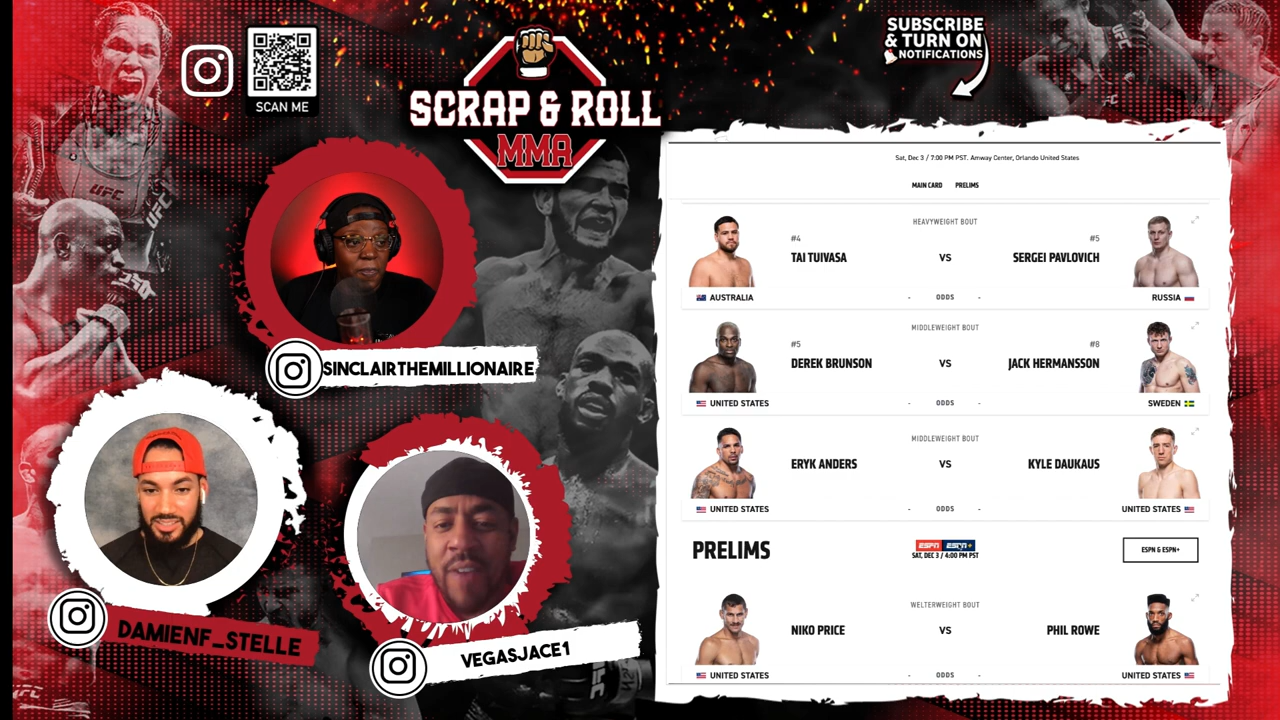 SCAN ME
SCRAP & ROLL
MMA
SUBSCRIBE
& TURN ON
NOTIFICATIONS
UFC
UFC
UFC
SINCLAIRTHEMILLIONAIRE
DAMIENF_STELLE
VEGASJACE1
Sat, Dec 3 / 7:00 PM PST. Amway Center, Orlando United States
MAIN CARD PRELIMS
HEAVYWEIGHT BOUT
#4 #5
TAI TUIVASA VS SERGEI PAVLOVICH
AUSTRALIA - ODDS - RUSSIA
MIDDLEWEIGHT BOUT
#5 #8
DEREK BRUNSON VS JACK HERMANSSON
UNITED STATES - ODDS - SWEDEN
MIDDLEWEIGHT BOUT
ERYK ANDERS VS KYLE DAUKAUS
UNITED STATES - ODDS - UNITED STATES
PRELIMS ESPN ESPN+ ESPN & ESPN+
SAT, DEC 3 / 4:00 PM PST
WELTERWEIGHT BOUT
NIKO PRICE VS PHIL ROWE
UNITED STATES - ODDS - UNITED STATES